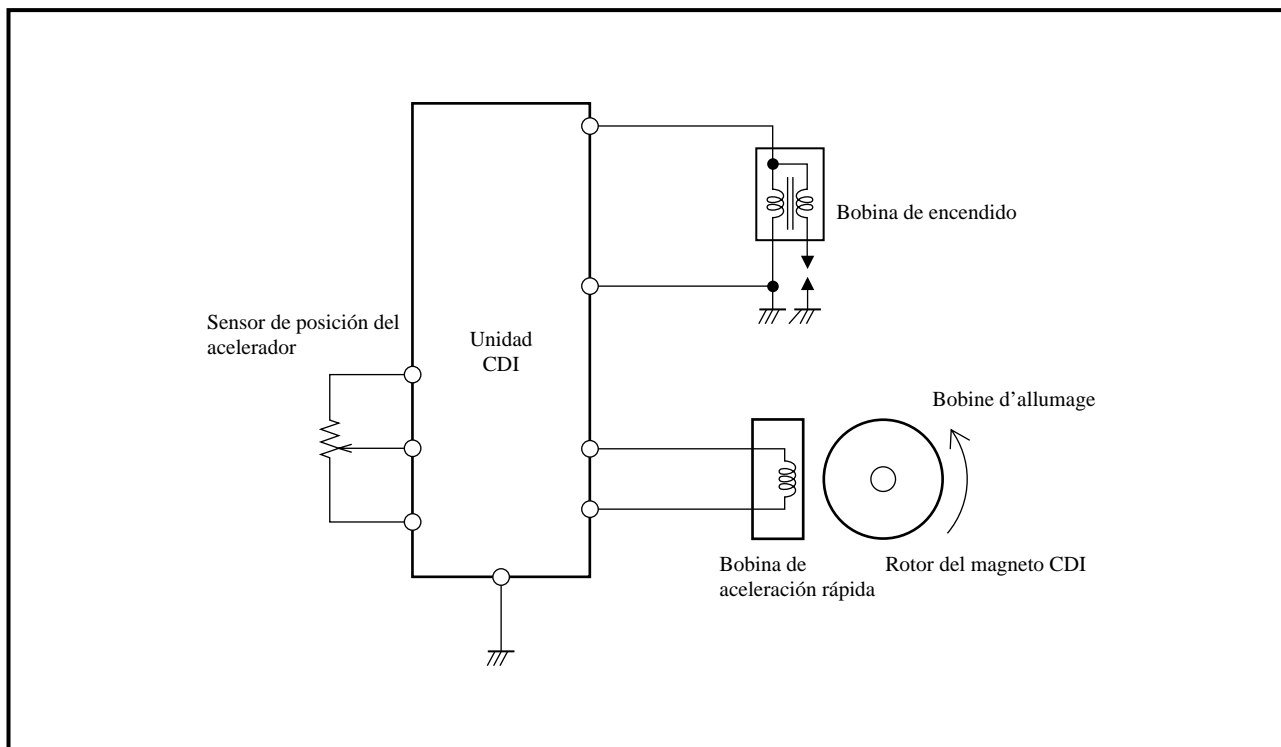 Bobina de encendido
Sensor de posición del
acelerador
Unidad
CDI
Bobine d’allumage
Bobina de
aceleración rápida
Rotor del magneto CDI